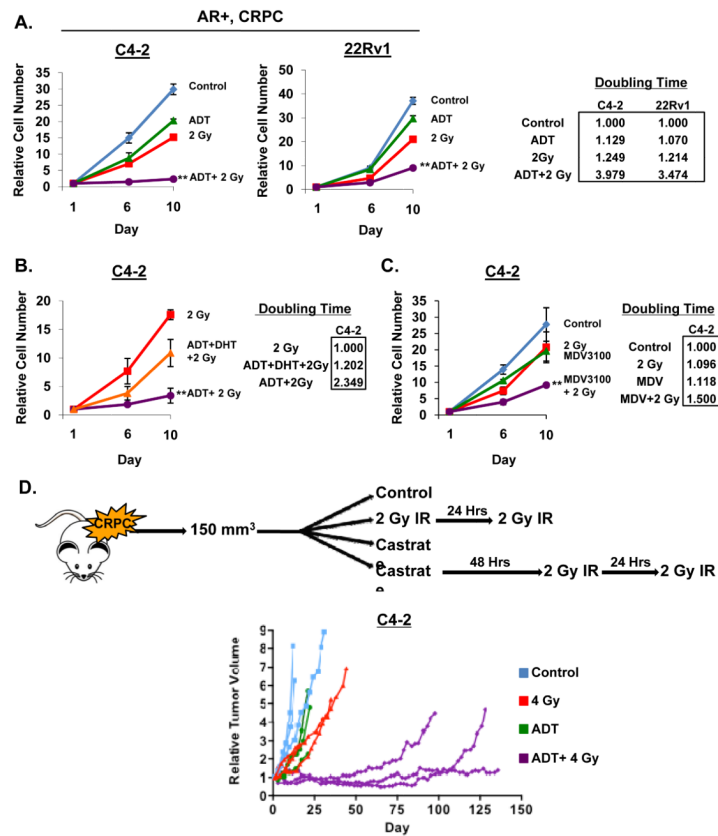 A.
AR+, CRPC
C4-2
Relative Cell Number
35
30
25
20
15
10
5
0
1 6 10
Day
Control
ADT
2 Gy
**ADT+ 2 Gy
22Rv1
Relative Cell Number
50
40
30
20
10
0
1 6 10
Day
Control
ADT
2 Gy
**ADT+ 2 Gy
Doubling Time
C4-2 22Rv1
Control 1.000 1.000
ADT 1.129 1.070
2Gy 1.249 1.214
ADT+2 Gy 3.979 3.474
B.
C4-2
Relative Cell Number
20
15
10
5
0
1 6 10
Day
2 Gy
ADT+DHT
+2 Gy
**ADT+ 2 Gy
Doubling Time
C4-2
2 Gy 1.000
ADT+DHT+2Gy 1.202
ADT+2Gy 2.349
C.
C4-2
Relative Cell Number
35
30
25
20
15
10
5
0
1 6 10
Day
Control
2 Gy
MDV3100
**MDV3100
+ 2 Gy
Doubling Time
C4-2
Control 1.000
2 Gy 1.096
MDV 1.118
MDV+2 Gy 1.500
D.
CRPC
150 mm³
Control
2 Gy IR 24 Hrs 2 Gy IR
Castrat
e
Castrat 48 Hrs 2 Gy IR 24 Hrs 2 Gy IR
e
C4-2
Relative Tumor Volume
9
8
7
6
5
4
3
2
1
0
0 25 50 75 100 125 150
Day
Control
4 Gy
ADT
ADT+ 4 Gy